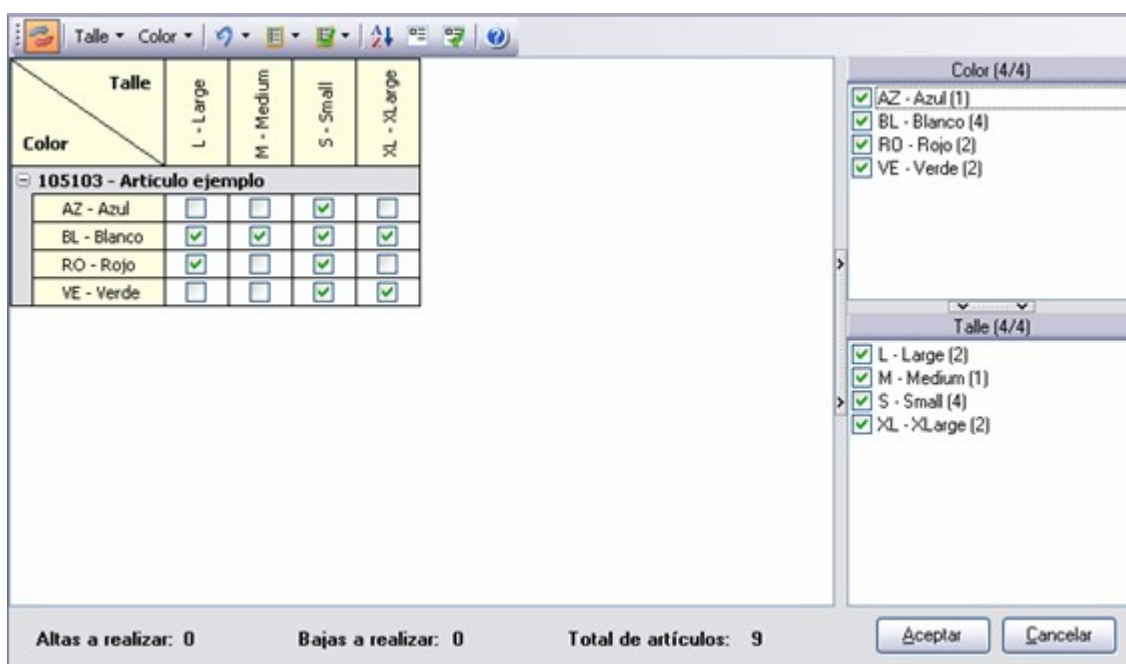 Talle Color
Talle
Color
L - Large
M - Medium
S - Small
XL - XLarge
105103 - Articulo ejemplo
AZ - Azul
BL - Blanco
RO - Rojo
VE - Verde
Color (4/4)
AZ - Azul (1)
BL - Blanco (4)
RO - Rojo (2)
VE - Verde (2)
Talle (4/4)
L - Large (2)
M - Medium (1)
S - Small (4)
XL - XLarge (2)
Altas a realizar: 0 Bajas a realizar: 0 Total de artículos: 9
Aceptar Cancelar